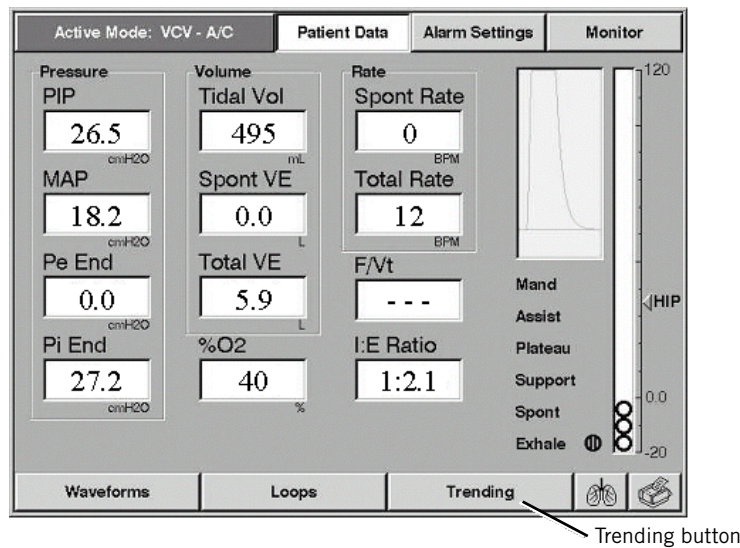 Active Mode: VCV - A/C
Patient Data
Alarm Settings
Monitor
Pressure
PIP
26.5
cmH2O
MAP
18.2
cmH2O
Pe End
0.0
cmH2O
Pi End
27.2
cmH2O
Volume
Tidal Vol
495
mL
Spont VE
0.0
L
Total VE
5.9
L
%O2
40
%
Rate
Spont Rate
0
BPM
Total Rate
12
BPM
F/Vt
- - -
I:E Ratio
1:2.1
Mand
Assist
Plateau
Support
Spont
Exhale
120
HIP
0.0
-20
Waveforms
Loops
Trending
Trending button